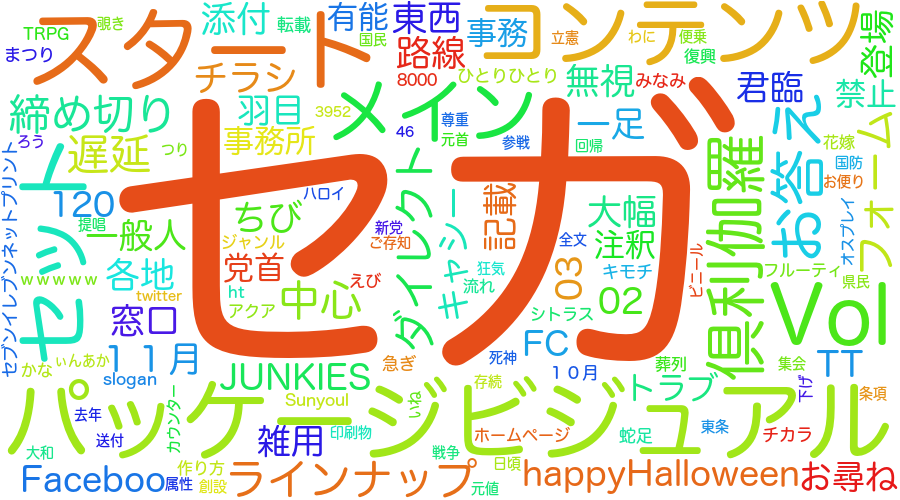 TRPG
覗き
まつり
スタート
添付
転載
有能
国民
東西
路線
8000
事務
コンテンツ
立憲
わに
便乗
復興
登場
チラシ
ひとりひとり
無視
みなみ
君臨
禁止
締め切り
羽目
3952
メイン
46
尊重
元首
参戦
一足
回帰
花嫁
国防
お便り
ろう
遅延
つり
事務所
セガ
ハロイ
120
提唱
セット
一般人
ちび
ジャンル
新党
ご存知
ダイレクト
キャシー
記載
全文
大幅
注釈
キモチ
ビニール
倶利伽羅
お答え
オスプレイ
フォーム
フルーティ
県民
セブンイレブンネットプリント
wwwww
各地
twitter
党首
ht
アクア
中心
えび
流れ
狂気
シトラス
03
02
Vol
窓口
かな
ぃんあか
11月
slogan
JUNKIES
急ぎ
死神
FC
10月
葬列
集会
TT
パッケージ
ビジュアル
去年
送付
カウンター
雑用
Sunyoul
印刷物
いね
存続
ホームページ
トラブ
蛇足
東条
下げ
チカラ
条項
大和
Faceboo
属性
作り方
創設
ラインナップ
戦争
日頃
元値
happyHalloween
お尋ね